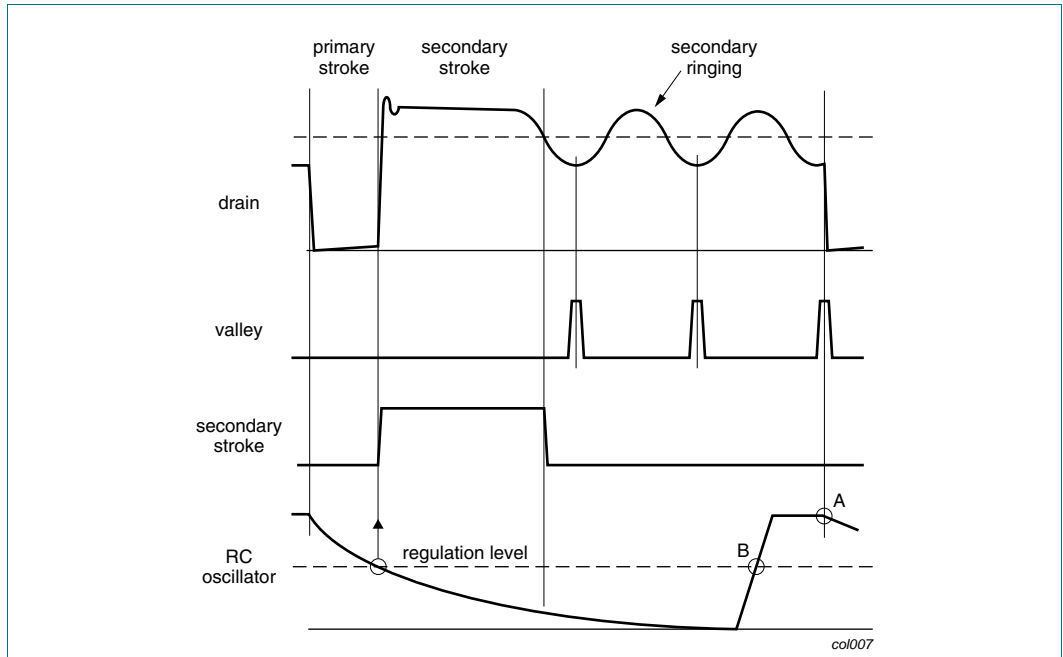 primary
stroke
secondary
stroke
secondary
ringing
drain
valley
secondary
stroke
A
B
regulation level
RC
oscillator
col007